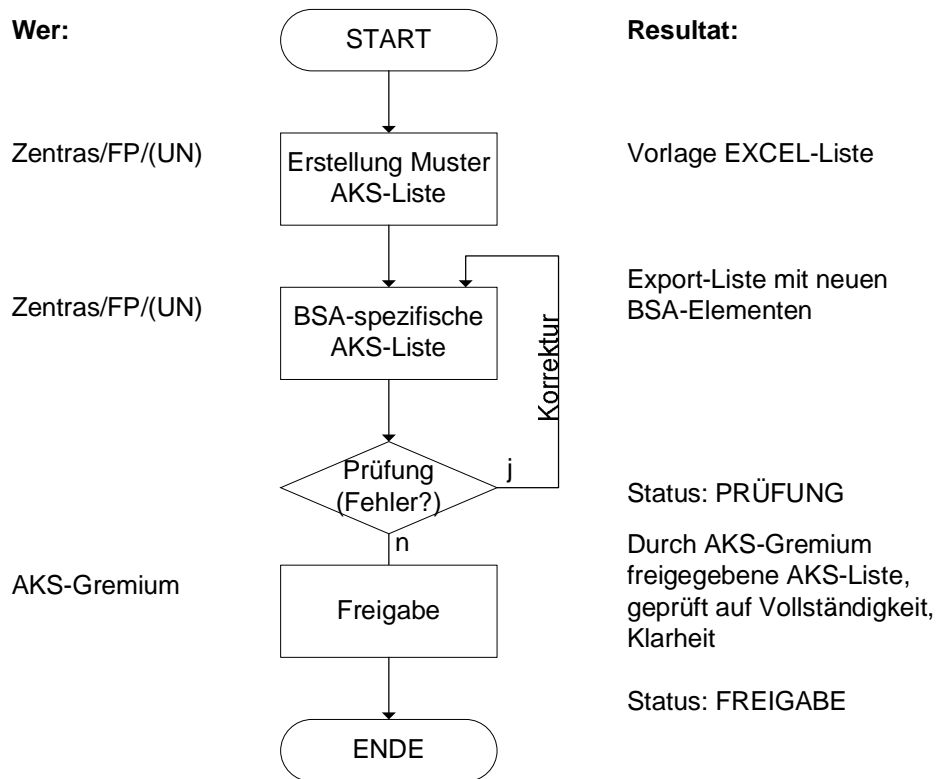 Wer:
START
Resultat:
Zentras/FP/(UN)
Erstellung Muster
AKS-Liste
Vorlage EXCEL-Liste
Zentras/FP/(UN)
BSA-spezifische
AKS-Liste
Korrektur
Export-Liste mit neuen
BSA-Elementen
Prüfung
(Fehler?)
j
n
Status: PRÜFUNG
AKS-Gremium
Freigabe
Durch AKS-Gremium
freigegebene AKS-Liste,
geprüft auf Vollständigkeit,
Klarheit
Status: FREIGABE
ENDE